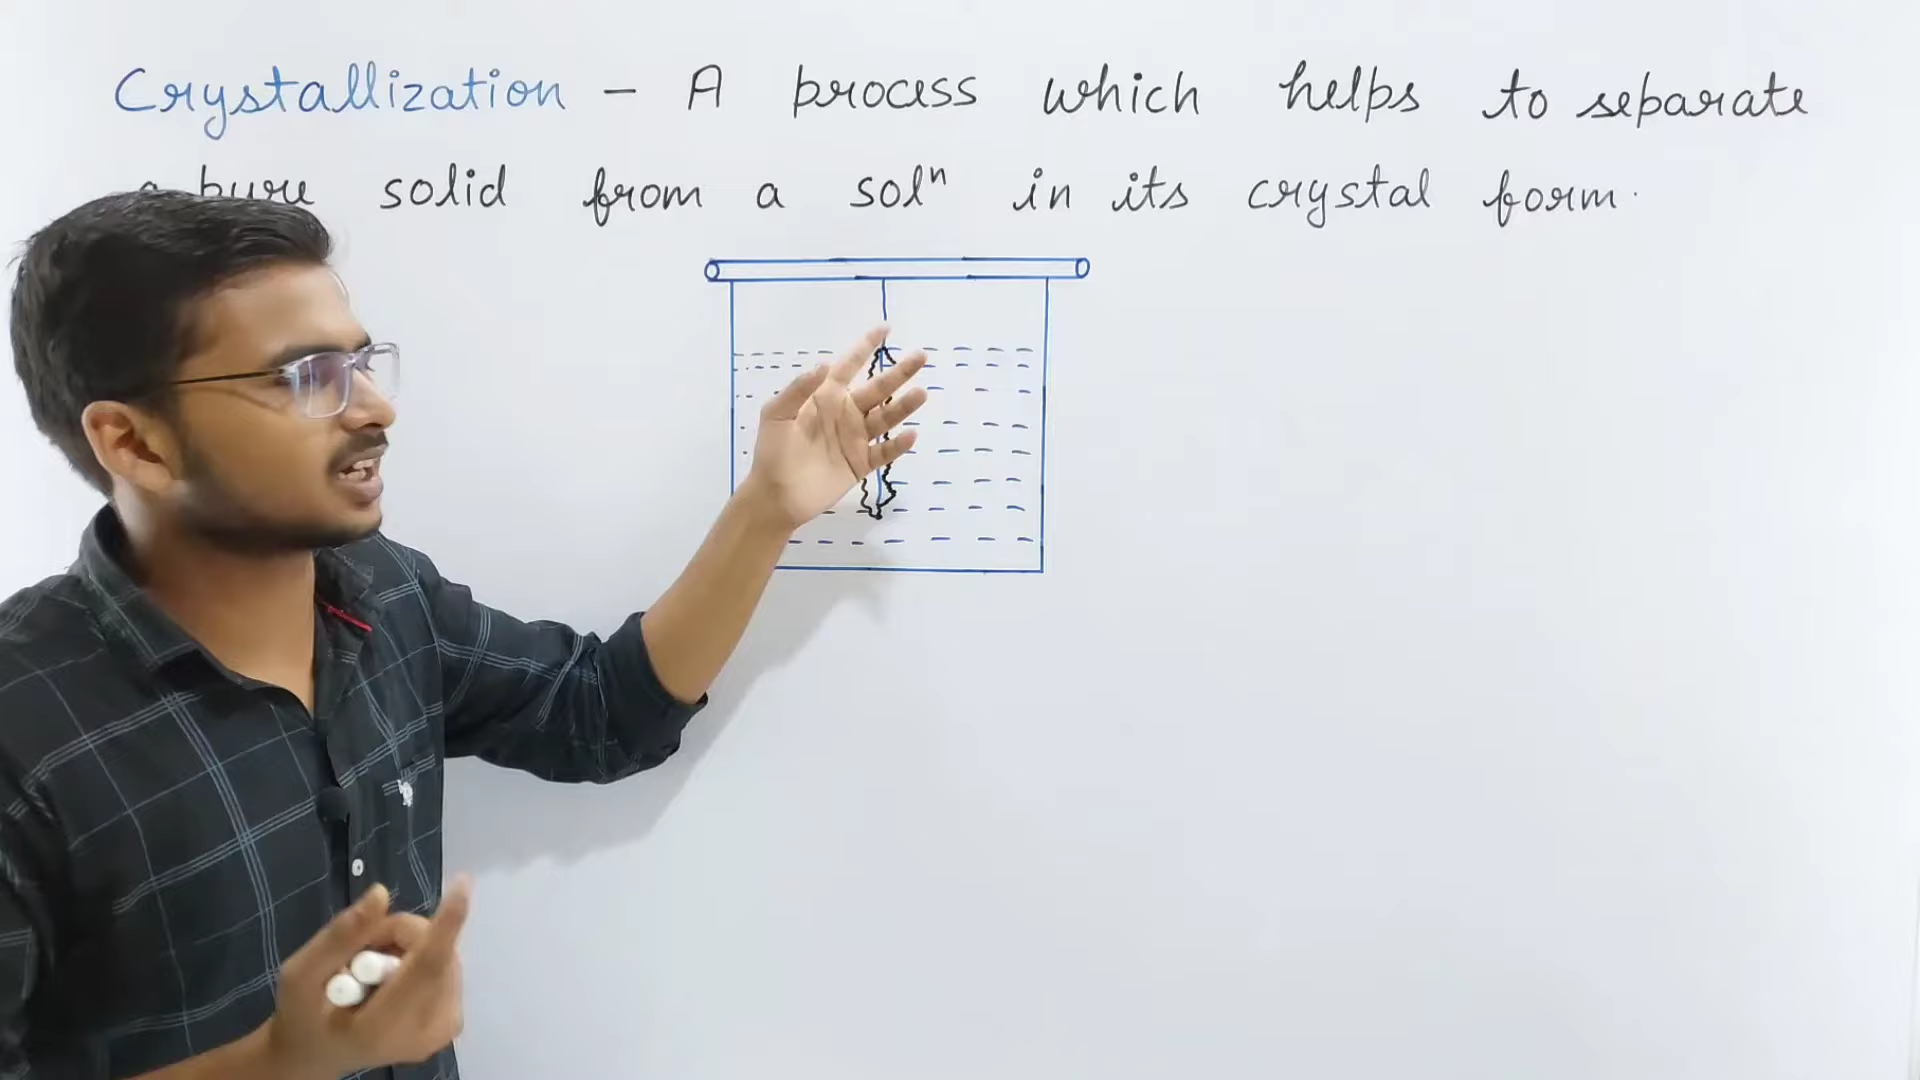 Crystallization – A process which helps to separate
a pure solid from a solⁿ in its crystal form.